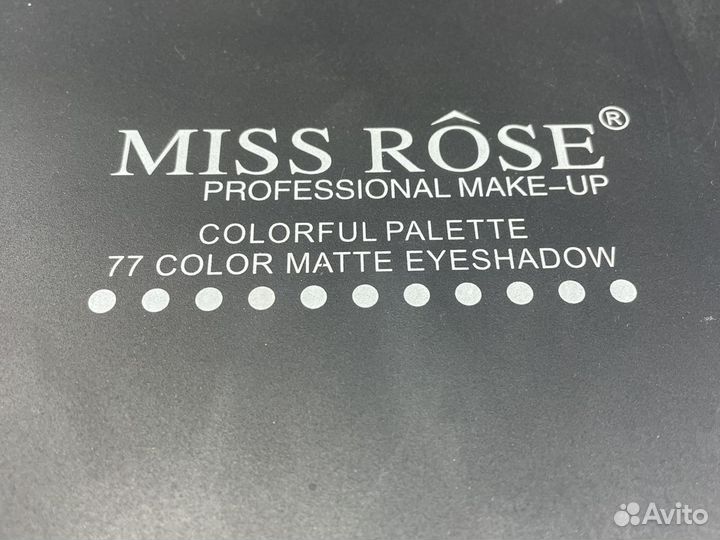 MISS RÔSE®
PROFESSIONAL MAKE-UP
COLORFUL PALETTE
77 COLOR MATTE EYESHADOW
Avito